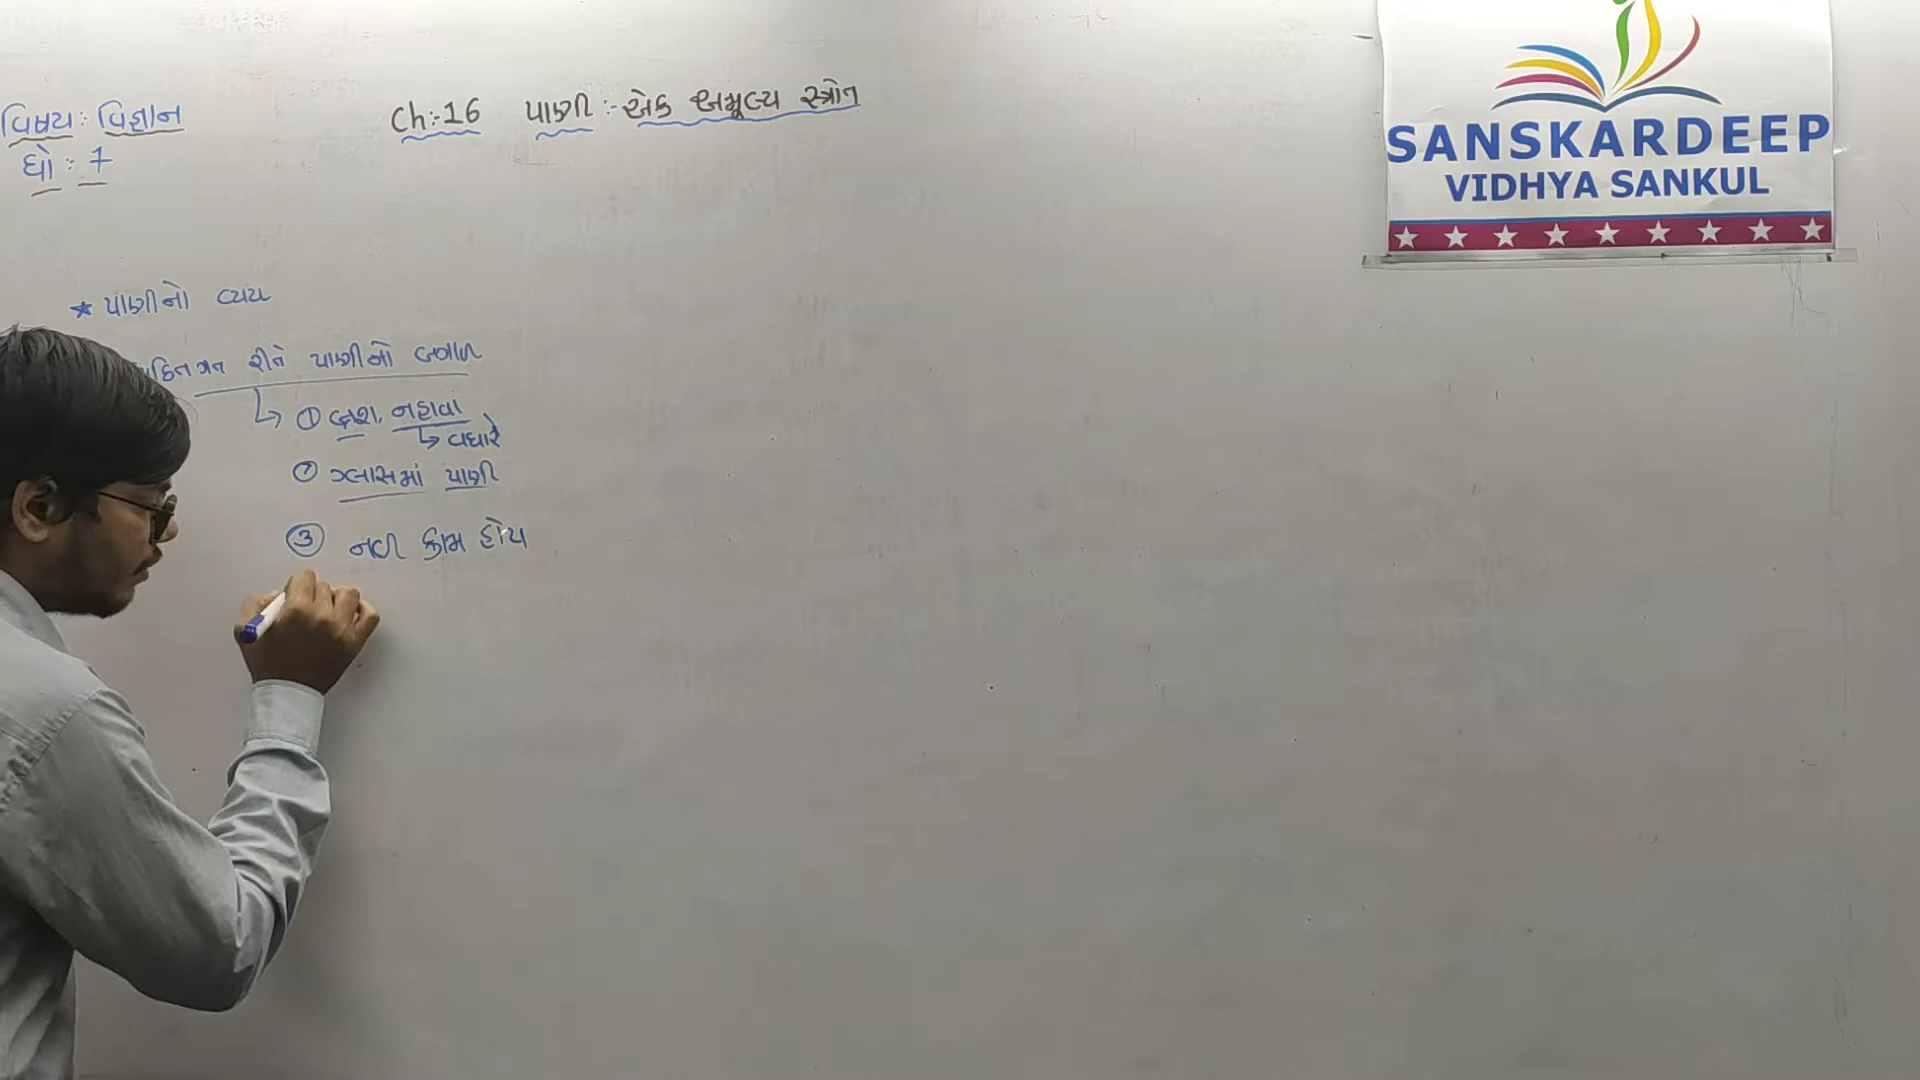 વિષય : વિજ્ઞાન
ધો : 7
Ch:-16 પાણી :- એક અમૂલ્ય સ્ત્રોત
SANSKARDEEP
VIDHYA SANKUL
* પાણીનો વ્યય
રીતે પાણીનો બગાડ
① બ્રશ, નહાવા
વધારે
② ગ્લાસમાં પાણી
③ નળ કામ હોય